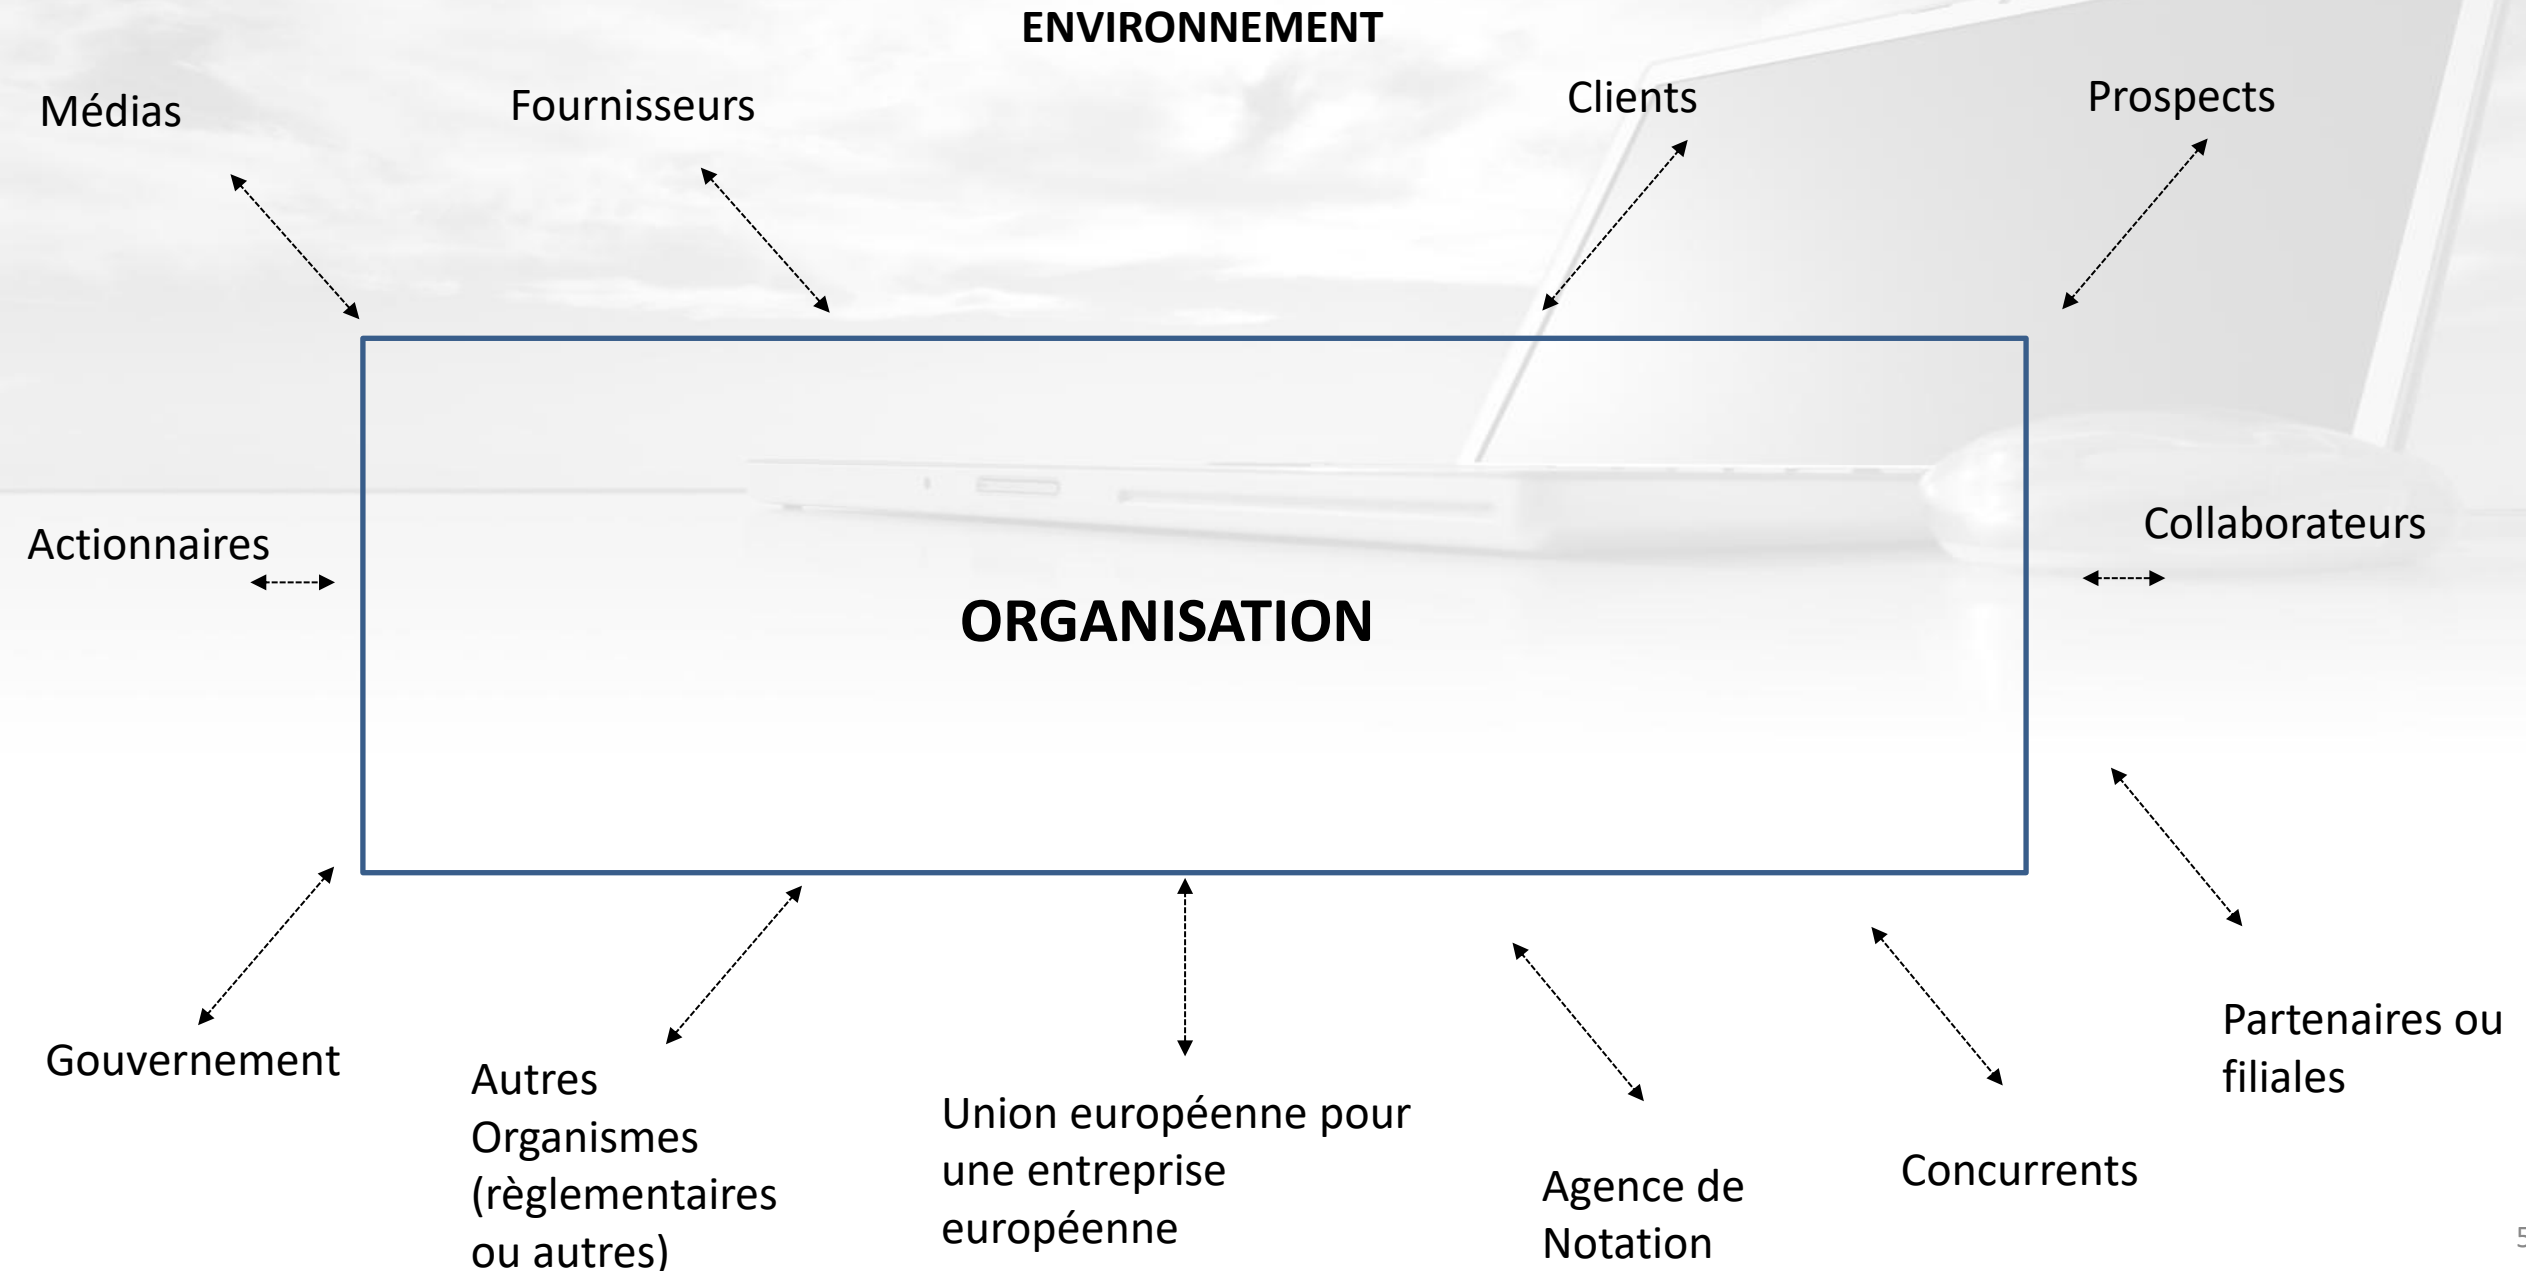 ENVIRONNEMENT
Médias
Fournisseurs
Clients
Prospects
Actionnaires
Collaborateurs
ORGANISATION
Gouvernement
Autres
Organismes
(règlementaires
ou autres)
Union européenne pour
une entreprise
européenne
Agence de
Notation
Concurrents
Partenaires ou
filiales
5